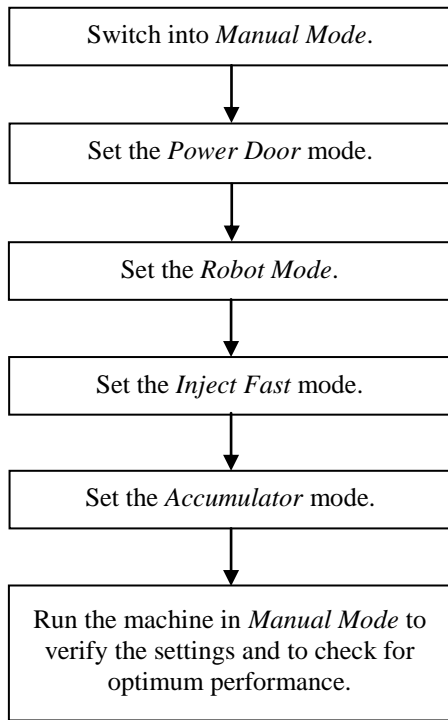 Switch into Manual Mode.
Set the Power Door mode.
Set the Robot Mode.
Set the Inject Fast mode.
Set the Accumulator mode.
Run the machine in Manual Mode to
verify the settings and to check for
optimum performance.